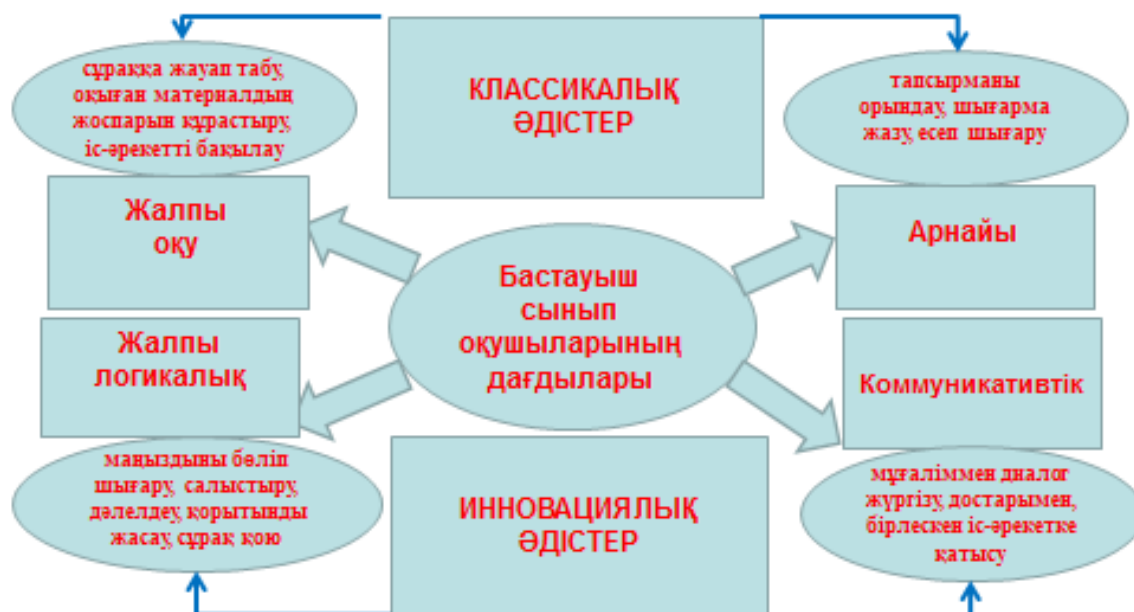 сұраққа жауап табу,
оқыған материалдың
жоспарын құрастыру,
іс-әрекетті бақылау
КЛАССИКАЛЫҚ
ӘДІСТЕР
тапсырманы
орындау, шығарма
жазу, есеп шығару
Жалпы
оқу
Арнайы
Бастауыш
сынып
оқушыларының
дағдылары
Жалпы
логикалық
Коммуникативтік
маңыздыны бөліп
шығару, салыстыру,
дәлелдеу, қорытынды
жасау, сұрақ қою
ИННОВАЦИЯЛЫҚ
ӘДІСТЕР
мұғаліммен диалог
жүргізу, достарымен,
бірлескен іс-әрекетке
қатысу